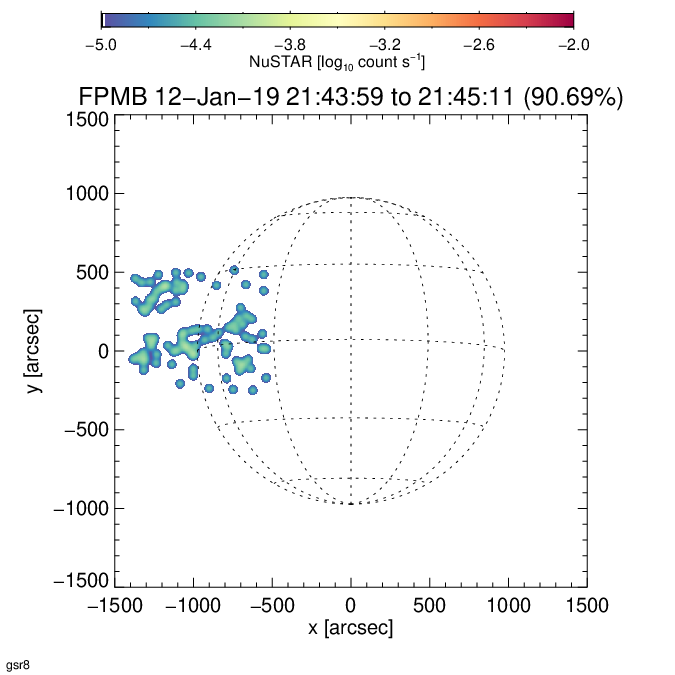 −5.0 −4.4 −3.8 −3.2 −2.6 −2.0
NuSTAR [log₁₀ count s⁻¹]
FPMB 12−Jan−19 21:43:59 to 21:45:11 (90.69%)
1500
1000
500
0
−500
−1000
−1500
y [arcsec]
−1500 −1000 −500 0 500 1000 1500
x [arcsec]
gsr8